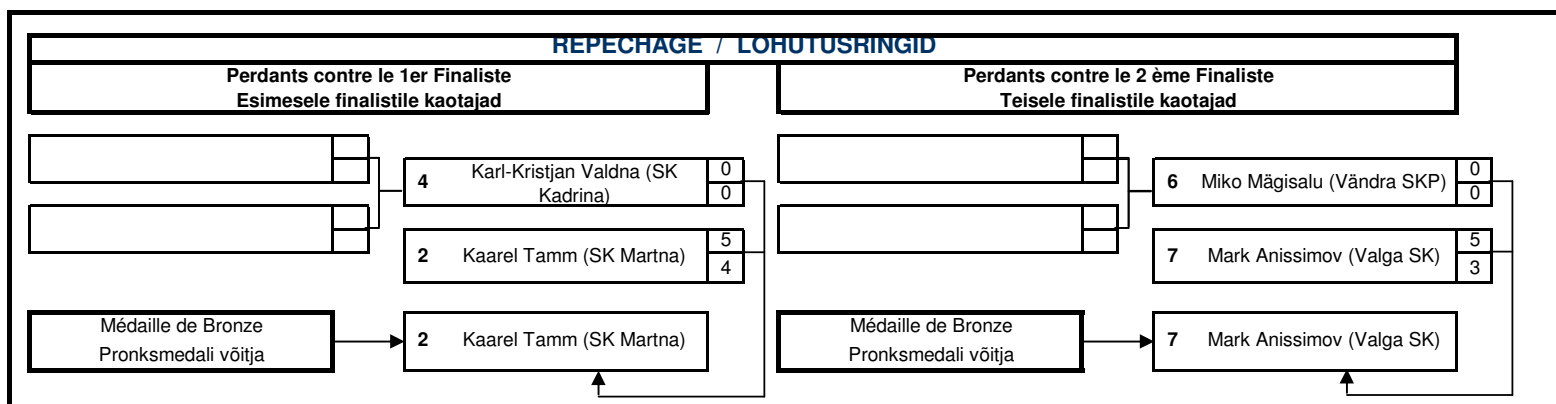 REPECHAGE / LOHUTUSRINGID
Perdants contre le 1er Finaliste
Esimesele finalistile kaotajad
Perdants contre le 2 ème Finaliste
Teisele finalistile kaotajad
4 Karl-Kristjan Valdna (SK Kadrina) 0
0
2 Kaarel Tamm (SK Martna) 5
4
Médaille de Bronze
Pronksmedali võitja
2 Kaarel Tamm (SK Martna)
6 Miko Mägisalu (Vändra SKP) 0
0
7 Mark Anissimov (Valga SK) 5
3
Médaille de Bronze
Pronksmedali võitja
7 Mark Anissimov (Valga SK)